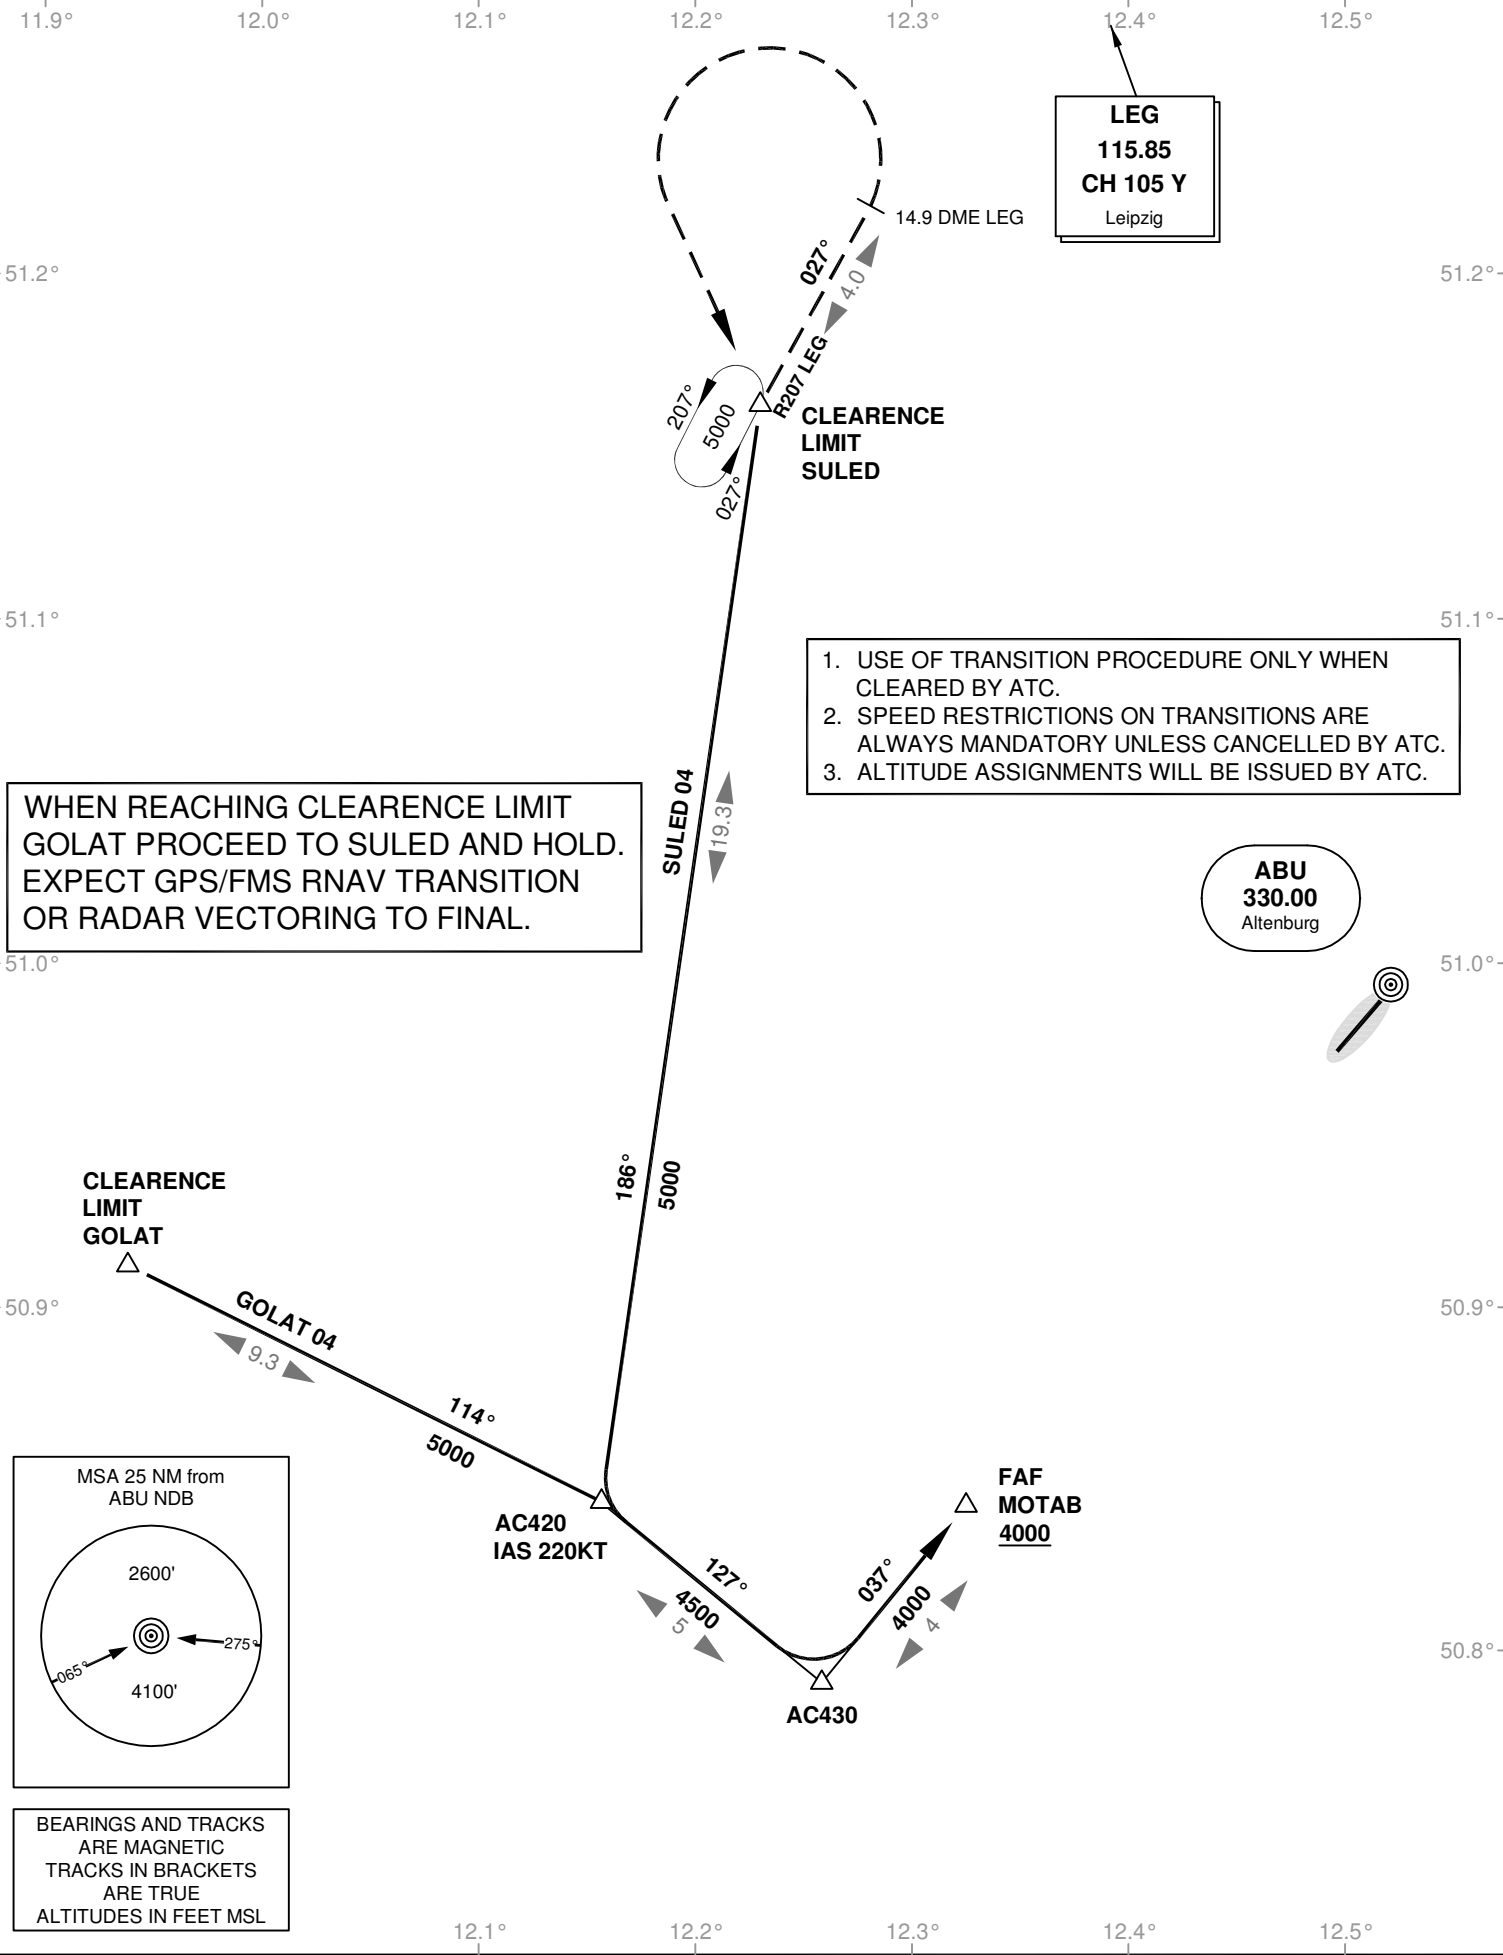 11.9°
12.0°
12.1°
12.2°
12.3°
12.4°
12.5°
LEG
115.85
CH 105 Y
Leipzig
14.9 DME LEG
027°
4.0
51.2°
51.2°
R207 LEG
207°
5000
027°
CLEARENCE
LIMIT
SULED
51.1°
51.1°
1. USE OF TRANSITION PROCEDURE ONLY WHEN
CLEARED BY ATC.
2. SPEED RESTRICTIONS ON TRANSITIONS ARE
ALWAYS MANDATORY UNLESS CANCELLED BY ATC.
3. ALTITUDE ASSIGNMENTS WILL BE ISSUED BY ATC.
SULED 04
19.3
WHEN REACHING CLEARENCE LIMIT
GOLAT PROCEED TO SULED AND HOLD.
EXPECT GPS/FMS RNAV TRANSITION
OR RADAR VECTORING TO FINAL.
ABU
330.00
Altenburg
51.0°
51.0°
186°
5000
CLEARENCE
LIMIT
GOLAT
50.9°
50.9°
GOLAT 04
9.3
114°
5000
MSA 25 NM from
ABU NDB
2600'
275°
065°
4100'
AC420
IAS 220KT
FAF
MOTAB
4000
127°
4500
5
037°
4000
4
50.8°
AC430
BEARINGS AND TRACKS
ARE MAGNETIC
TRACKS IN BRACKETS
ARE TRUE
ALTITUDES IN FEET MSL
12.1°
12.2°
12.3°
12.4°
12.5°